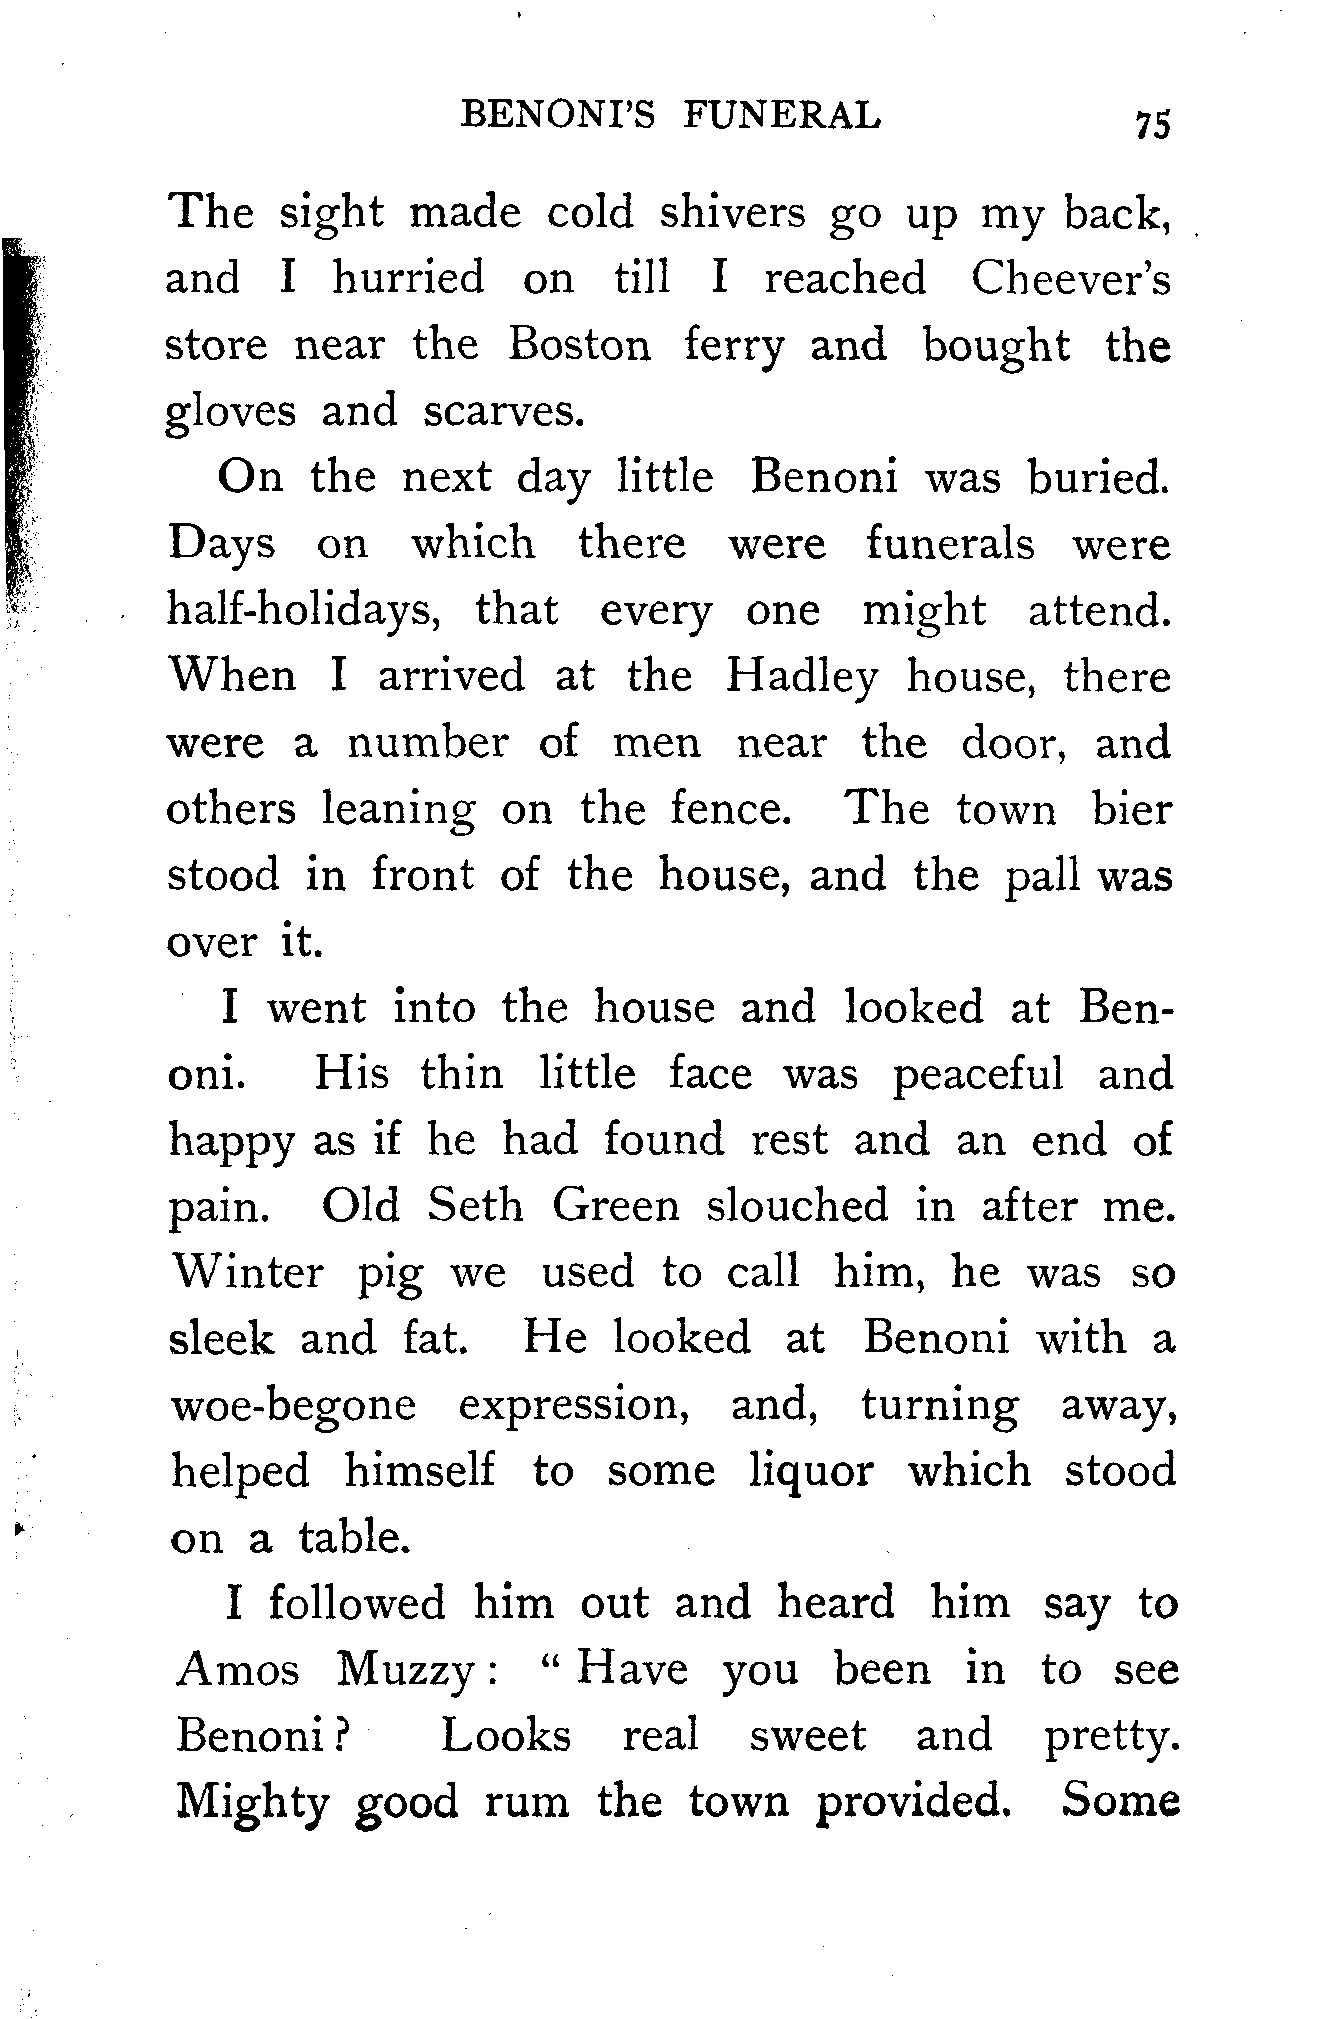 BENONI'S FUNERAL 75
The sight made cold shivers go up my back,
and I hurried on till I reached Cheever's
store near the Boston ferry and bought the
gloves and scarves.
On the next day little Benoni was buried.
Days on which there were funerals were
half-holidays, that every one might attend.
When I arrived at the Hadley house, there
were a number of men near the door, and
others leaning on the fence. The town bier
stood in front of the house, and the pall was
over it.
I went into the house and looked at Ben-
oni. His thin little face was peaceful and
happy as if he had found rest and an end of
pain. Old Seth Green slouched in after me.
Winter pig we used to call him, he was so
sleek and fat. He looked at Benoni with a
woe-begone expression, and, turning away,
helped himself to some liquor which stood
on a table.
I followed him out and heard him say to
Amos Muzzy : " Have you been in to see
Benoni ? Looks real sweet and pretty.
Mighty good rum the town provided. Some